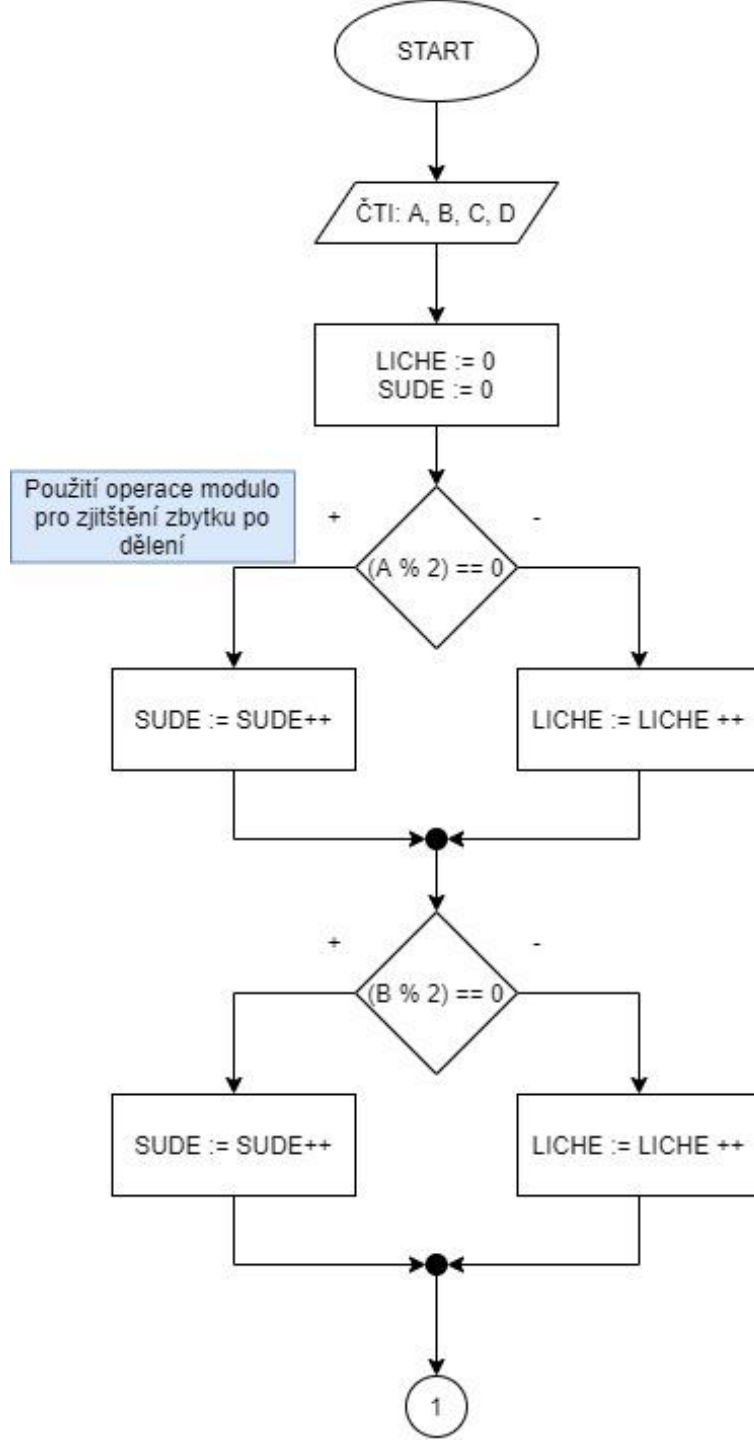 START
ČTI: A, B, C, D
LICHE := 0
SUDE := 0
Použití operace modulo
pro zjitštění zbytku po
dělení
+
-
(A % 2) == 0
SUDE := SUDE++
LICHE := LICHE ++
+
-
(B % 2) == 0
SUDE := SUDE++
LICHE := LICHE ++
1